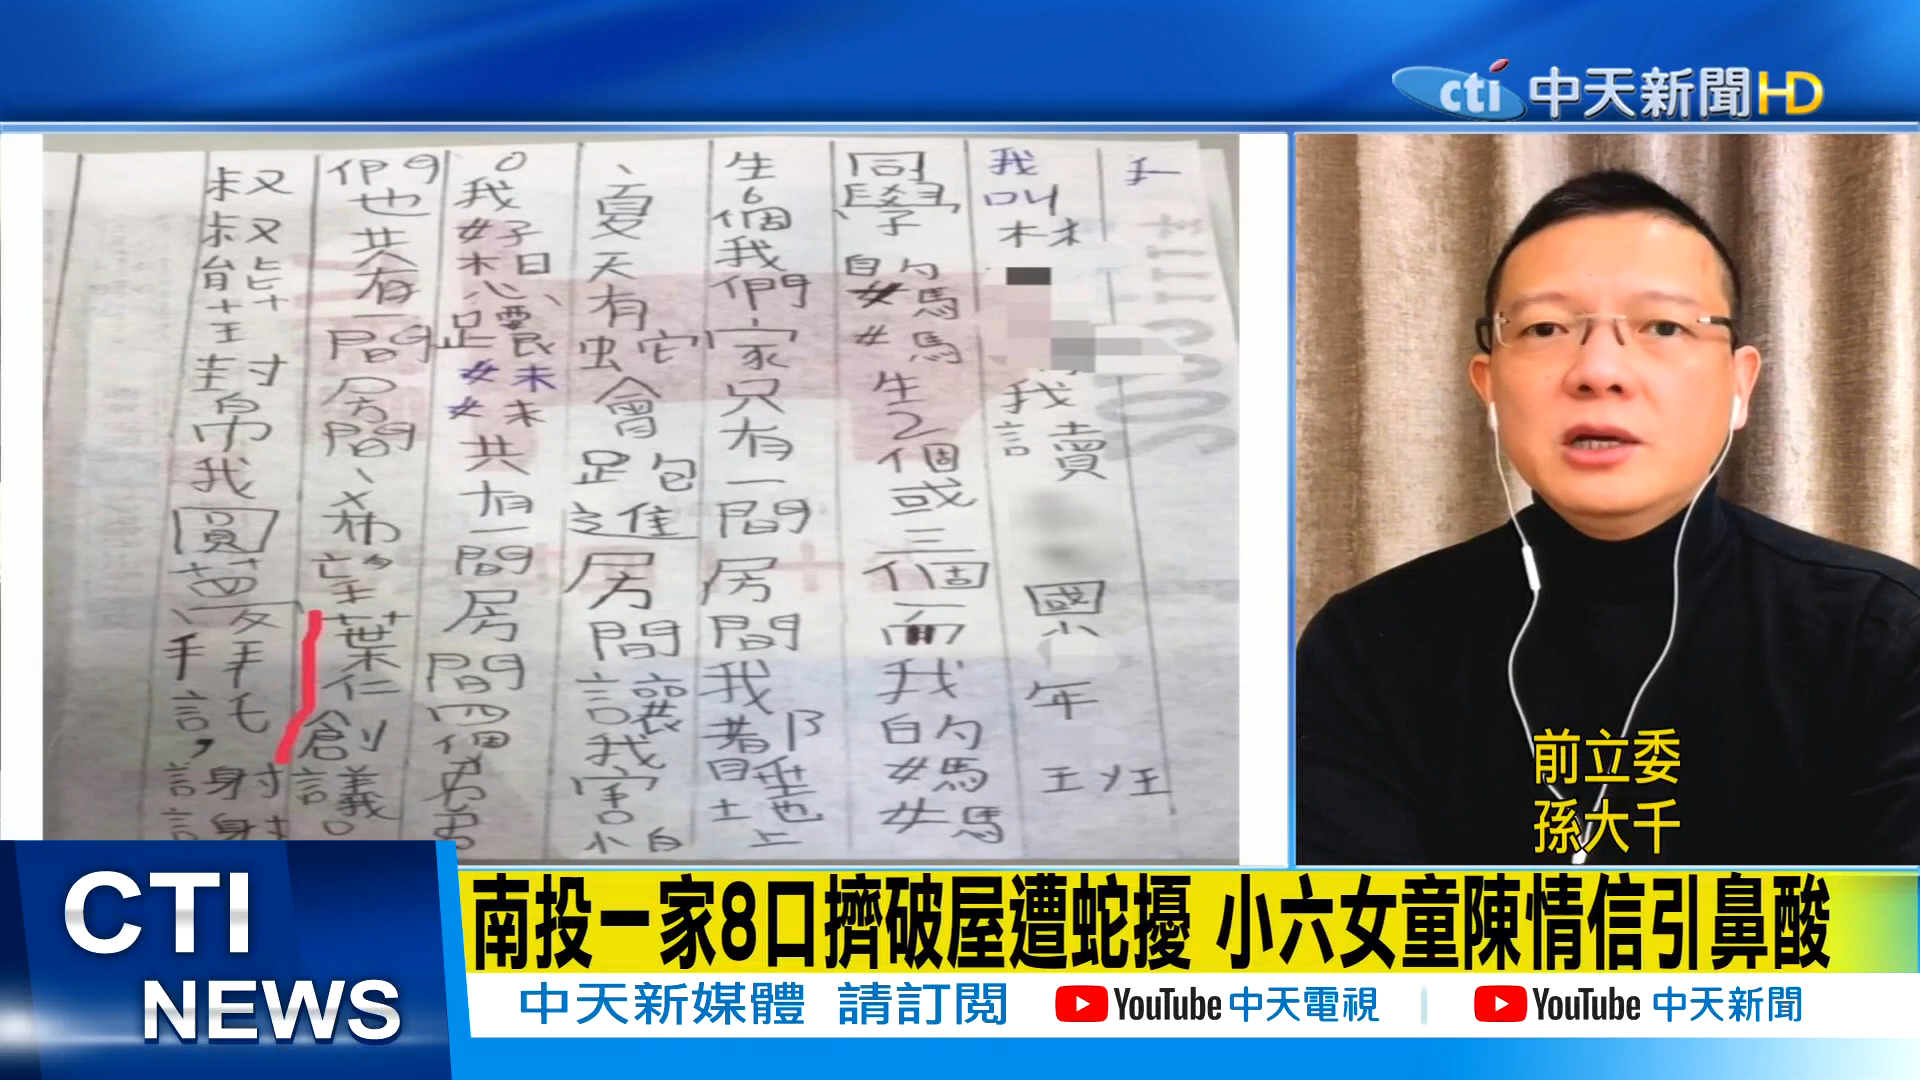 cti 中天新聞HD
我叫林
我讀國小年
同學的媽媽生2個或三個而我的媽媽
生6個我們家只有一間房間我都睡地上
、夏天有蛇會跑進房間讓我害怕
。我好想跟妹妹共有一間房間四個弟弟
們也共有一間房間、希望葉仁創議
叔叔能幫我圓夢、謝謝
前立委
孫大千
CTI
NEWS
南投一家8口擠破屋遭蛇擾 小六女童陳情信引鼻酸
中天新媒體 請訂閱 YouTube 中天電視 | YouTube 中天新聞